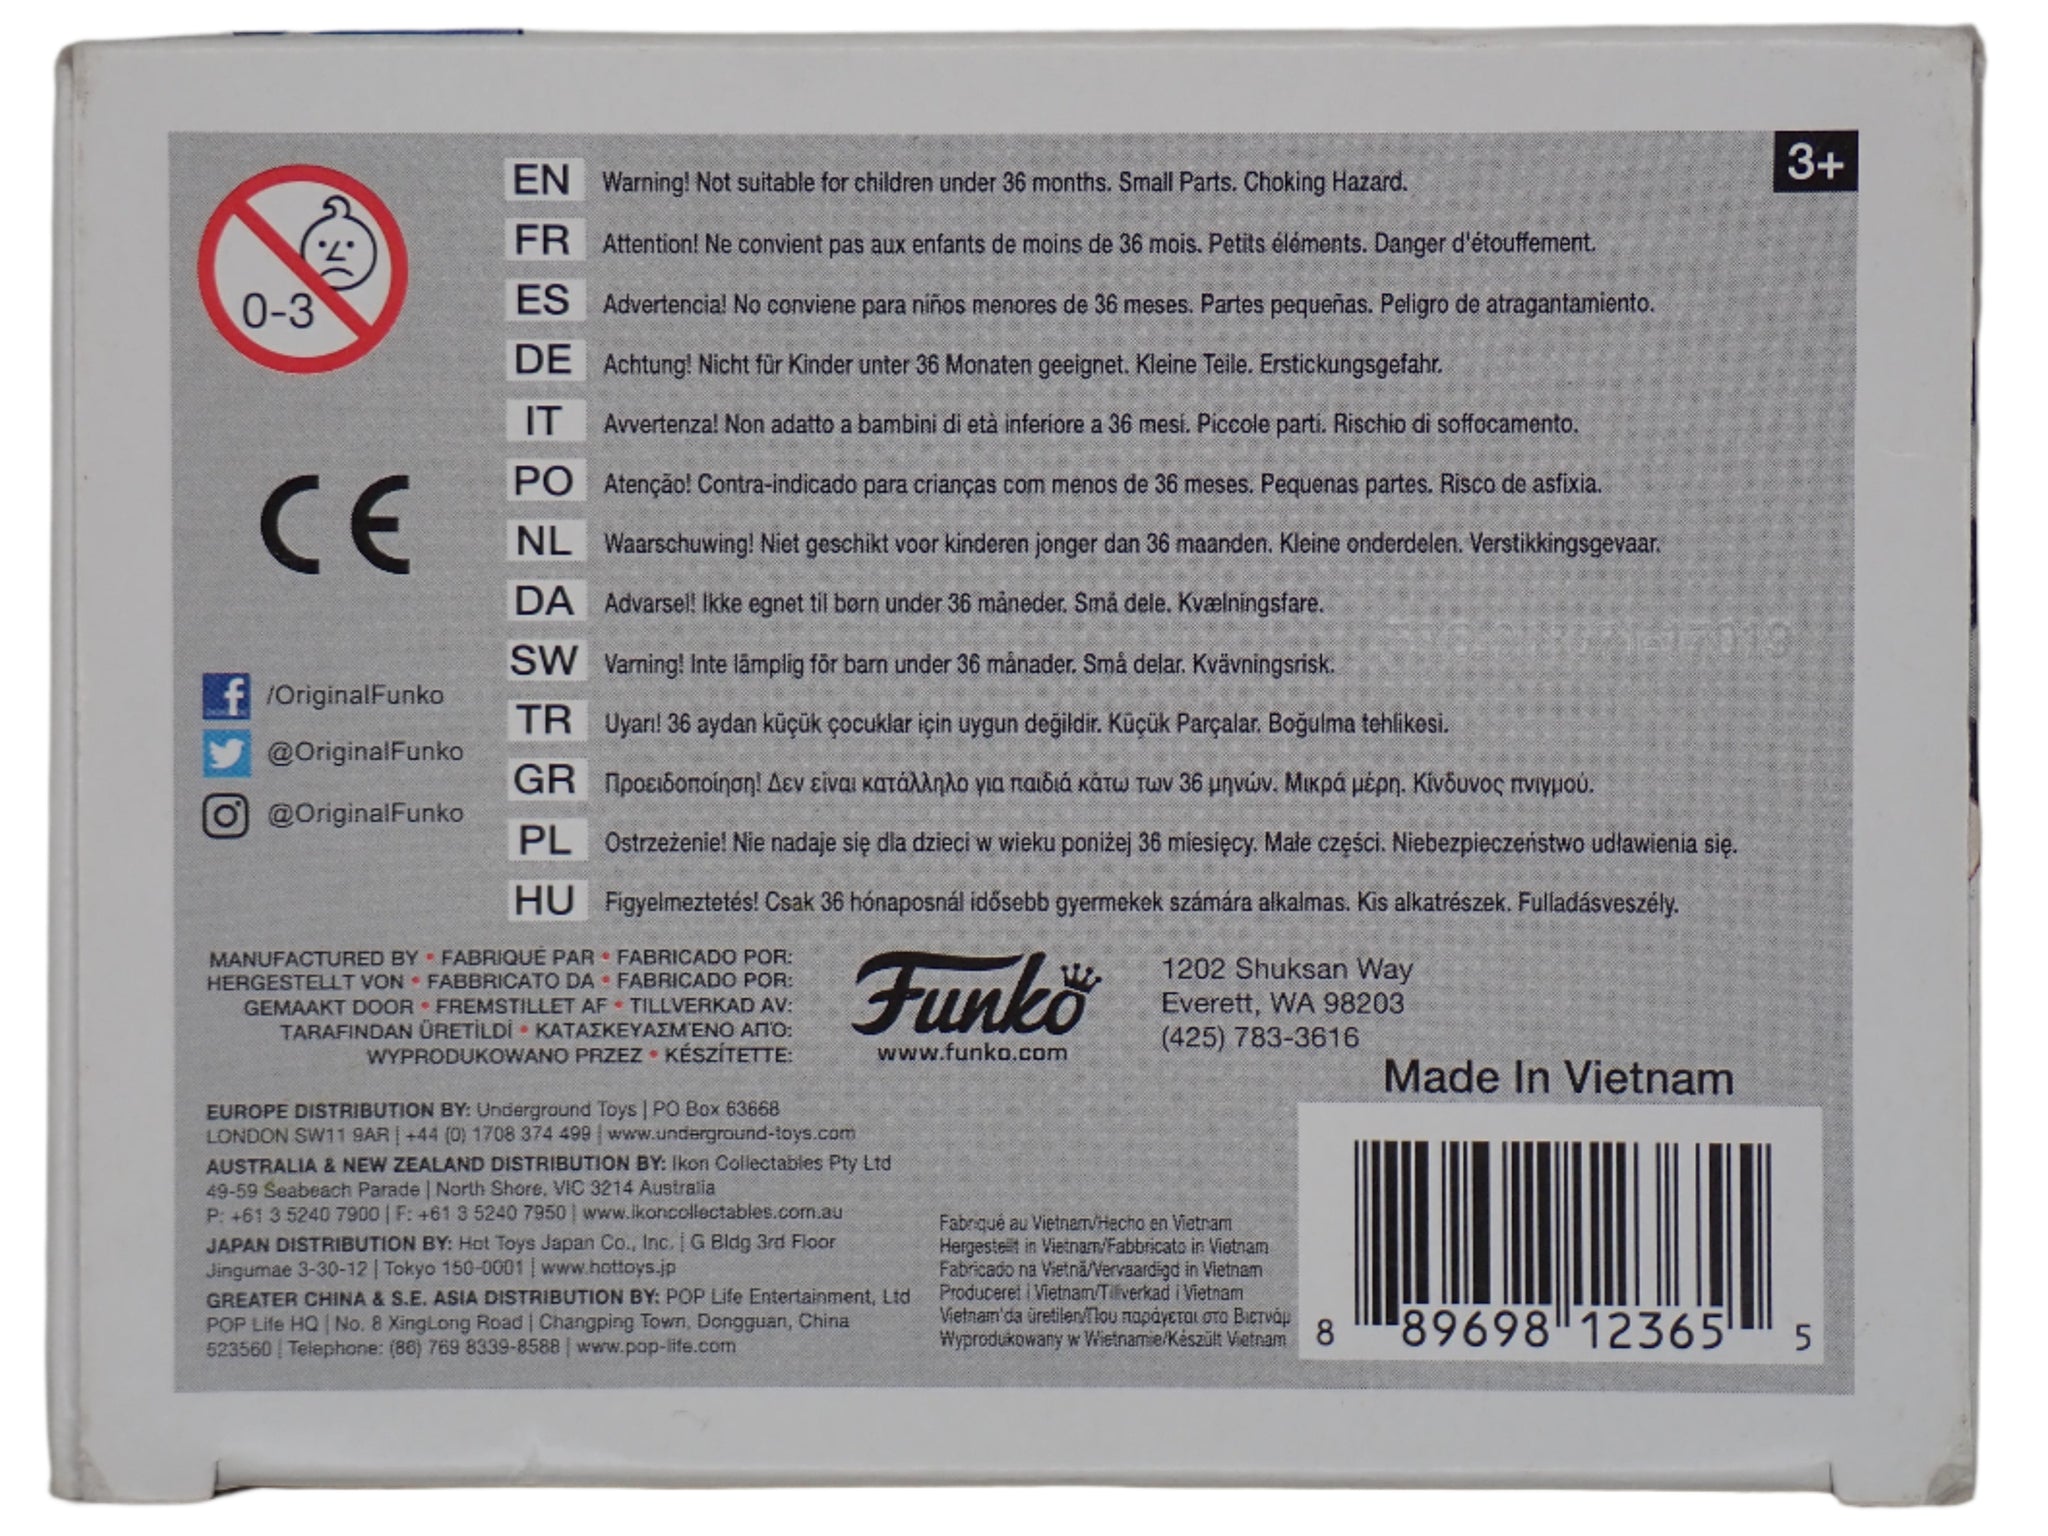 3+
0-3
EN Warning! Not suitable for children under 36 months. Small Parts. Choking Hazard.
FR Attention! Ne convient pas aux enfants de moins de 36 mois. Petits éléments. Danger d'étouffement.
ES Advertencia! No conviene para niños menores de 36 meses. Partes pequeñas. Peligro de atragantamiento.
DE Achtung! Nicht für Kinder unter 36 Monaten geeignet. Kleine Teile. Erstickungsgefahr.
IT Avvertenza! Non adatto a bambini di età inferiore a 36 mesi. Piccole parti. Rischio di soffocamento.
PO Atenção! Contra-indicado para crianças com menos de 36 meses. Pequenas partes. Risco de asfixia.
NL Waarschuwing! Niet geschikt voor kinderen jonger dan 36 maanden. Kleine onderdelen. Verstikkingsgevaar.
DA Advarsel! Ikke egnet til børn under 36 måneder. Små dele. Kvælningsfare.
SW Varning! Inte lämplig för barn under 36 månader. Små delar. Kvävningsrisk.
TR Uyarı! 36 aydan küçük çocuklar için uygun değildir. Küçük Parçalar. Boğulma tehlikesi.
GR Προειδοποίηση! Δεν είναι κατάλληλο για παιδιά κάτω των 36 μηνών. Μικρά μέρη. Κίνδυνος πνιγμού.
PL Ostrzeżenie! Nie nadaje się dla dzieci w wieku poniżej 36 miesięcy. Małe części. Niebezpieczeństwo udławienia się.
HU Figyelmeztetés! Csak 36 hónaposnál idősebb gyermekek számára alkalmas. Kis alkatrészek. Fulladásveszély.
CE
/OriginalFunko
@OriginalFunko
@OriginalFunko
MANUFACTURED BY • FABRIQUÉ PAR • FABRICADO POR:
HERGESTELLT VON • FABBRICATO DA • FABRICADO POR:
GEMAAKT DOOR • FREMSTILLET AF • TILLVERKAD AV:
TARAFINDAN ÜRETİLDİ • ΚΑΤΑΣΚΕΥΑΣΜΈΝΟ ΑΠΌ:
WYPRODUKOWANO PRZEZ • KÉSZÍTETTE:
Funko
www.funko.com
1202 Shuksan Way
Everett, WA 98203
(425) 783-3616
Made In Vietnam
EUROPE DISTRIBUTION BY: Underground Toys | PO Box 63668
LONDON SW11 9AR | +44 (0) 1708 374 499 | www.underground-toys.com
AUSTRALIA & NEW ZEALAND DISTRIBUTION BY: Ikon Collectables Pty Ltd
49-59 Seabeach Parade | North Shore, VIC 3214 Australia
P: +61 3 5240 7900 | F: +61 3 5240 7950 | www.ikoncollectables.com.au
JAPAN DISTRIBUTION BY: Hot Toys Japan Co., Inc. | G Bldg 3rd Floor
Jingumae 3-30-12 | Tokyo 150-0001 | www.hottoys.jp
GREATER CHINA & S.E. ASIA DISTRIBUTION BY: POP Life Entertainment, Ltd
POP Life HQ | No. 8 XingLong Road | Changping Town, Dongguan, China
523560 | Telephone: (86) 769 8339-8588 | www.pop-life.com
Fabriqué au Vietnam/Hecho en Vietnam
Hergestellt in Vietnam/Fabbricato in Vietnam
Fabricado na Vietnã/Vervaardigd in Vietnam
Produceret i Vietnam/Tillverkad i Vietnam
Vietnam'da üretilen/Που παράγεται στο Βιετνάμ
Wyprodukowany w Wietnamie/Készült Vietnam
8 89698 12365 5